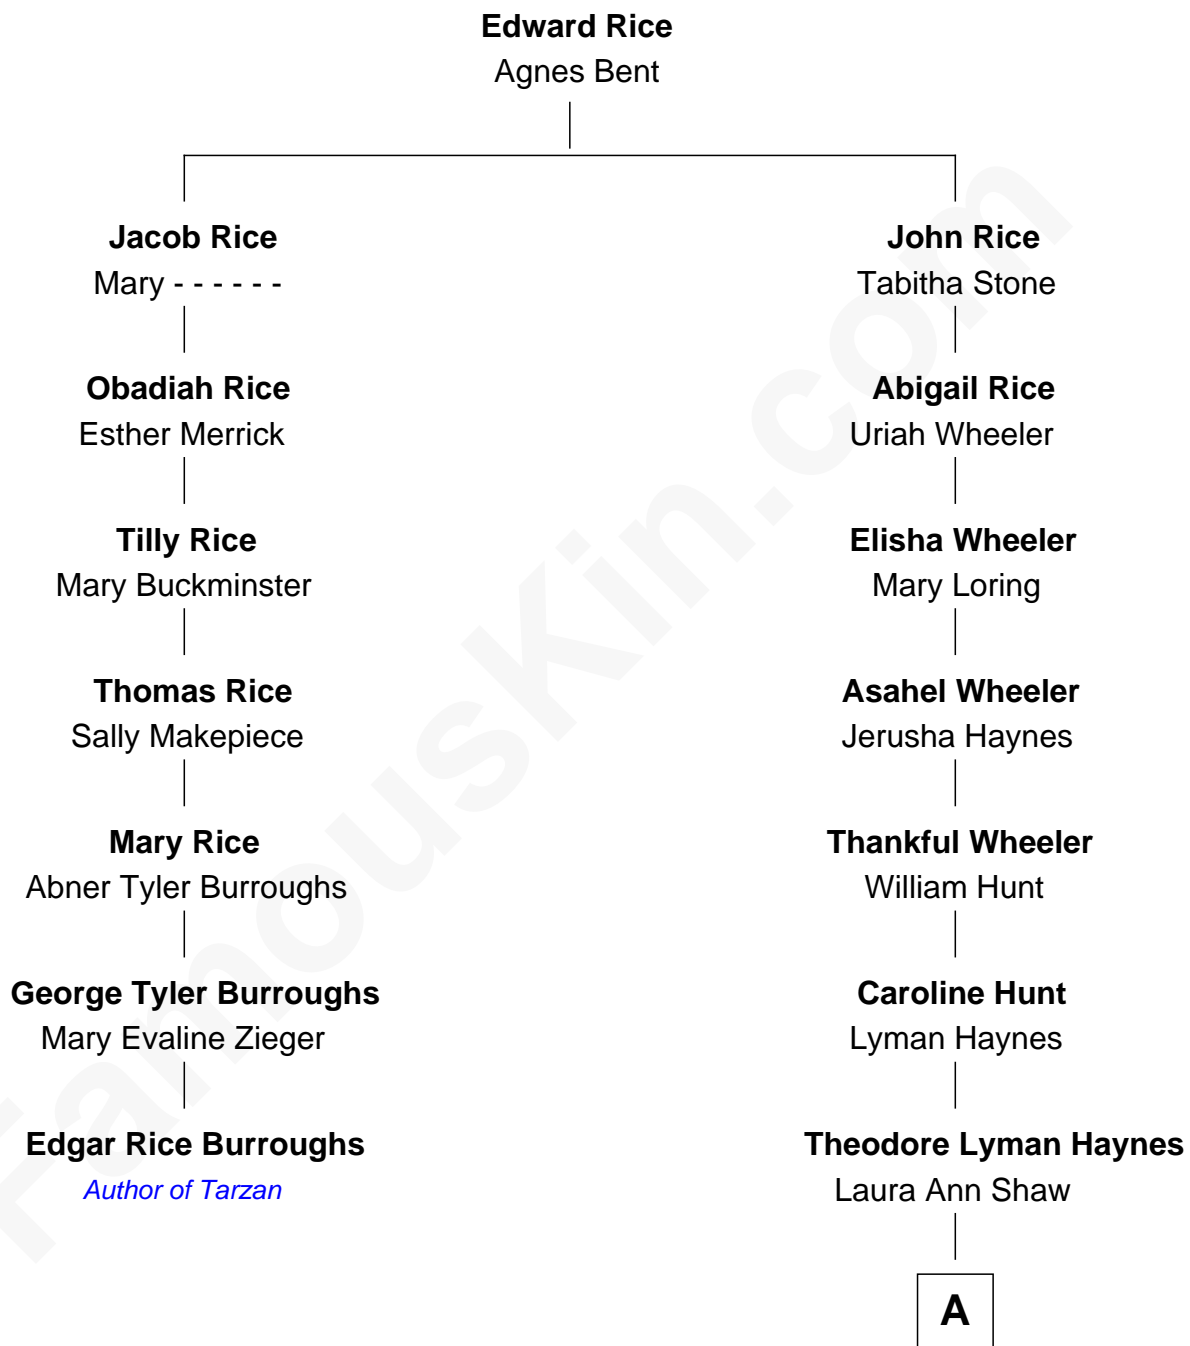 Edward Rice
Agnes Bent
Jacob Rice
Mary - - - - - -
Obadiah Rice
Esther Merrick
Tilly Rice
Mary Buckminster
Thomas Rice
Sally Makepiece
Mary Rice
Abner Tyler Burroughs
George Tyler Burroughs
Mary Evaline Zieger
Edgar Rice Burroughs
Author of Tarzan
John Rice
Tabitha Stone
Abigail Rice
Uriah Wheeler
Elisha Wheeler
Mary Loring
Asahel Wheeler
Jerusha Haynes
Thankful Wheeler
William Hunt
Caroline Hunt
Lyman Haynes
Theodore Lyman Haynes
Laura Ann Shaw
A
FamousKin.com